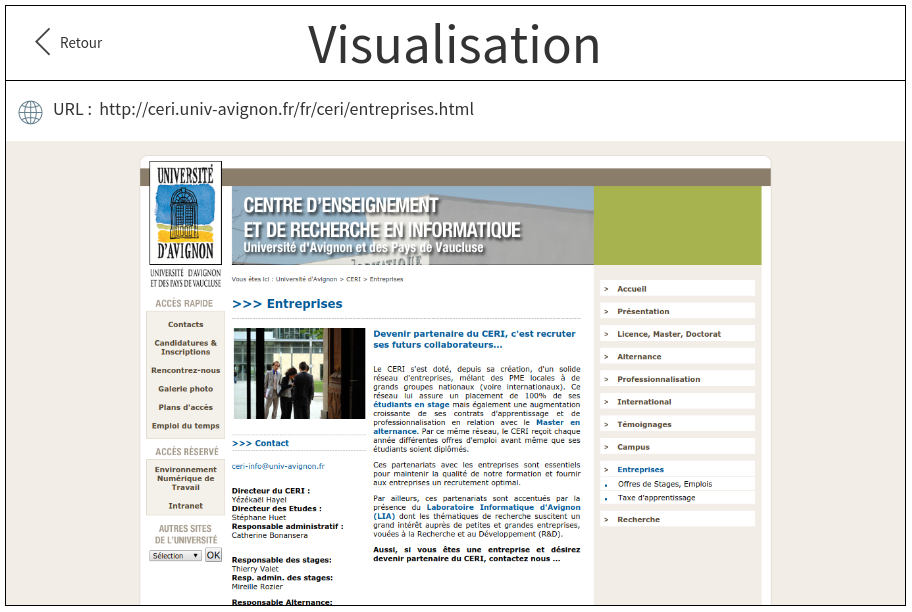 Retour
Visualisation
URL : http://ceri.univ-avignon.fr/fr/ceri/entreprises.html
UNIVERSITÉ
D'AVIGNON
UNIVERSITÉ D'AVIGNON
ET DES PAYS DE VAUCLUSE
CENTRE D'ENSEIGNEMENT
ET DE RECHERCHE EN INFORMATIQUE
Université d'Avignon et des Pays de Vaucluse
Vous êtes ici : Université d'Avignon > CERI > Entreprises
ACCÈS RAPIDE
Contacts
Candidatures &
Inscriptions
Rencontrez-nous
Galerie photo
Plans d'accès
Emploi du temps
ACCÈS RÉSERVÉ
Environnement
Numérique de
Travail
Intranet
AUTRES SITES
DE L'UNIVERSITÉ
Sélection ▼ OK
>>> Entreprises
>>> Contact
ceri-info@univ-avignon.fr
Directeur du CERI :
Yézékaël Hayel
Directeur des Etudes :
Stéphane Huet
Responsable administratif :
Catherine Bonansera
Responsable des stages:
Thierry Valet
Resp. admin. des stages:
Mireille Rozier
Responsable Alternance:
Devenir partenaire du CERI, c'est recruter
ses futurs collaborateurs...
Le CERI s'est doté, depuis sa création, d'un solide
réseau d'entreprises, mêlant des PME locales à de
grands groupes nationaux (voire internationaux). Ce
réseau lui assure un placement de 100% de ses
étudiants en stage mais également une augmentation
croissante de ses contrats d'apprentissage et de
professionnalisation en relation avec le Master en
alternance. Par ce même réseau, le CERI reçoit chaque
année différentes offres d'emploi avant même que ses
étudiants soient diplômés.
Ces partenariats avec les entreprises sont essentiels
pour maintenir la qualité de notre formation et fournir
aux entreprises un recrutement optimal.
Par ailleurs, ces partenariats sont accentués par la
présence du Laboratoire Informatique d'Avignon
(LIA) dont les thématiques de recherche suscitent un
grand intérêt auprès de petites et grandes entreprises,
vouées à la Recherche et au Développement (R&D).
Aussi, si vous êtes une entreprise et désirez
devenir partenaire du CERI, contactez nous ...
> Accueil
> Présentation
> Licence, Master, Doctorat
> Alternance
> Professionnalisation
> International
> Témoignages
> Campus
> Entreprises
Offres de Stages, Emplois
Taxe d'apprentissage
> Recherche